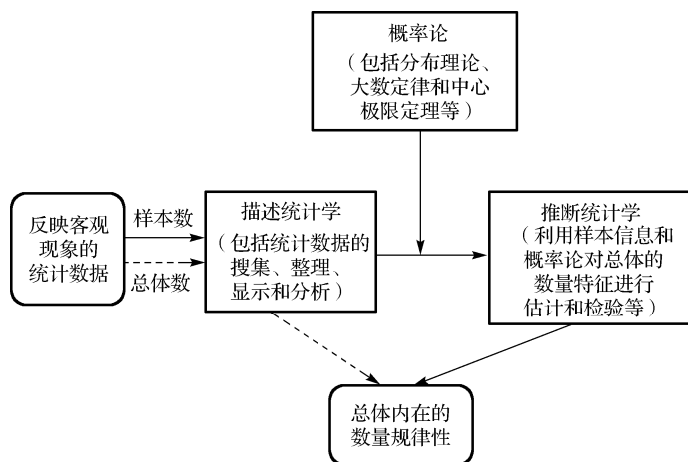 概率论
（包括分布理论、
大数定律和中心
极限定理等）
反映客观
现象的
统计数据
样本数
总体数
描述统计学
（包括统计数据的
搜集、整理、
显示和分析）
推断统计学
（利用样本信息和
概率论对总体的
数量特征进行
估计和检验等）
总体内在的
数量规律性